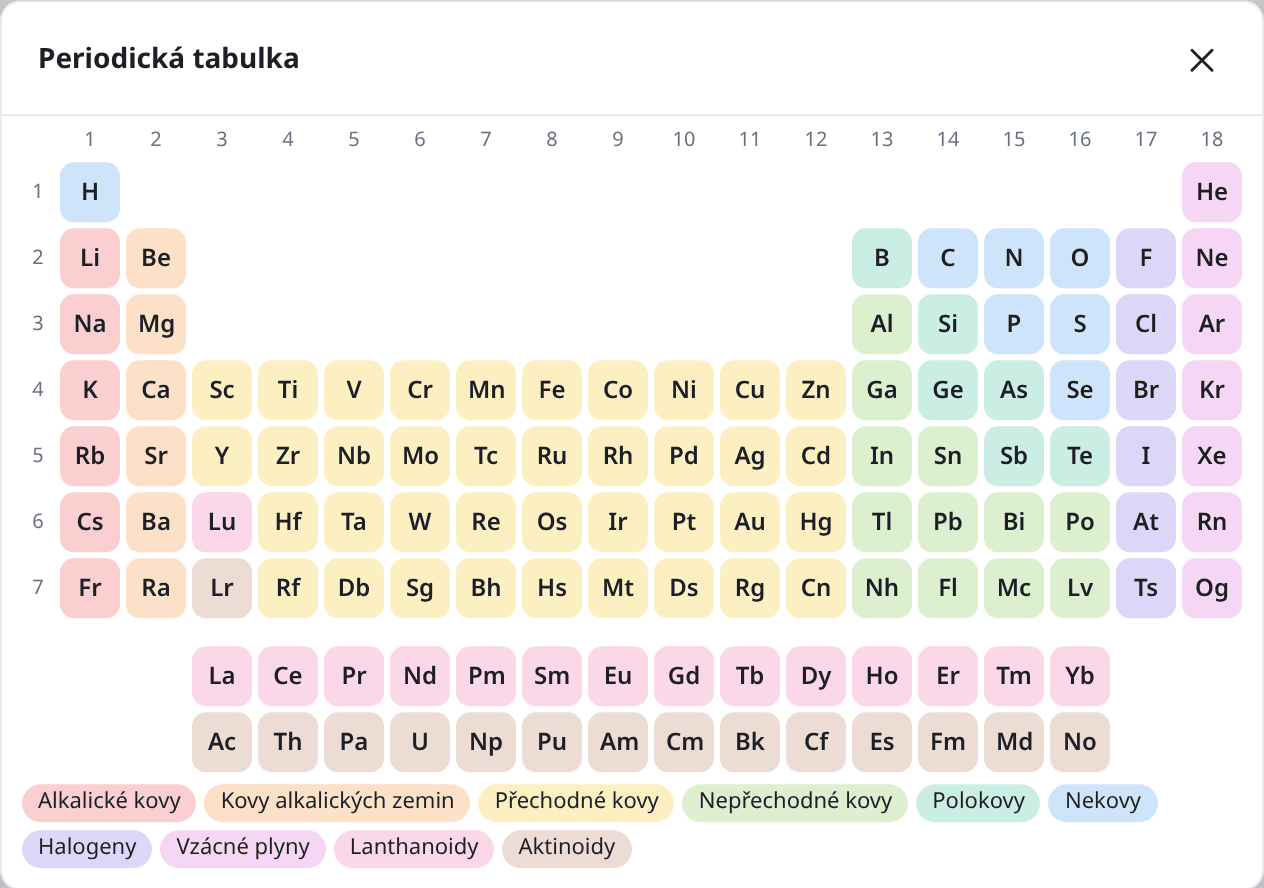 Periodická tabulka
1 2 3 4 5 6 7 8 9 10 11 12 13 14 15 16 17 18
1 H He
2 Li Be B C N O F Ne
3 Na Mg Al Si P S Cl Ar
4 K Ca Sc Ti V Cr Mn Fe Co Ni Cu Zn Ga Ge As Se Br Kr
5 Rb Sr Y Zr Nb Mo Tc Ru Rh Pd Ag Cd In Sn Sb Te I Xe
6 Cs Ba Lu Hf Ta W Re Os Ir Pt Au Hg Tl Pb Bi Po At Rn
7 Fr Ra Lr Rf Db Sg Bh Hs Mt Ds Rg Cn Nh Fl Mc Lv Ts Og
La Ce Pr Nd Pm Sm Eu Gd Tb Dy Ho Er Tm Yb
Ac Th Pa U Np Pu Am Cm Bk Cf Es Fm Md No
Alkalické kovy Kovy alkalických zemin Přechodné kovy Nepřechodné kovy Polokovy Nekovy
Halogeny Vzácné plyny Lanthanoidy Aktinoidy